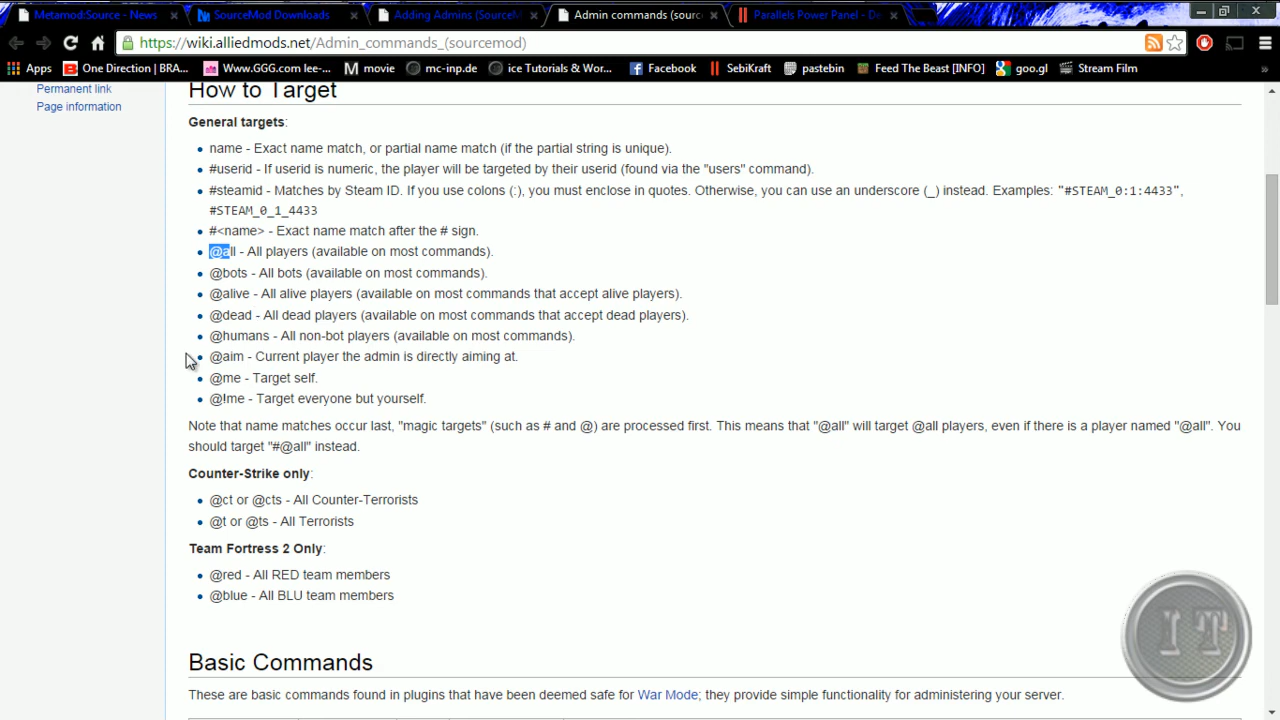 Metamod:Source - News
SourceMod Downloads
Adding Admins (SourceM
Admin commands (sourc
Parallels Power Panel - De
https://wiki.alliedmods.net/Admin_commands_(sourcemod)
Apps
One Direction | BRA...
Www.GGG.com lee-...
movie
mc-inp.de
ice Tutorials & Wor...
Facebook
SebiKraft
pastebin
Feed The Beast [INFO]
goo.gl
Stream Film
»
Permanent link
Page information
How to Target
General targets:
name - Exact name match, or partial name match (if the partial string is unique).
#userid - If userid is numeric, the player will be targeted by their userid (found via the "users" command).
#steamid - Matches by Steam ID. If you use colons (:), you must enclose in quotes. Otherwise, you can use an underscore (_) instead. Examples: "#STEAM_0:1:4433",
#STEAM_0_1_4433
#<name> - Exact name match after the # sign.
@all - All players (available on most commands).
@bots - All bots (available on most commands).
@alive - All alive players (available on most commands that accept alive players).
@dead - All dead players (available on most commands that accept dead players).
@humans - All non-bot players (available on most commands).
@aim - Current player the admin is directly aiming at.
@me - Target self.
@!me - Target everyone but yourself.
Note that name matches occur last, "magic targets" (such as # and @) are processed first. This means that "@all" will target @all players, even if there is a player named "@all". You
should target "#@all" instead.
Counter-Strike only:
@ct or @cts - All Counter-Terrorists
@t or @ts - All Terrorists
Team Fortress 2 Only:
@red - All RED team members
@blue - All BLU team members
IT
Basic Commands
These are basic commands found in plugins that have been deemed safe for War Mode; they provide simple functionality for administering your server.